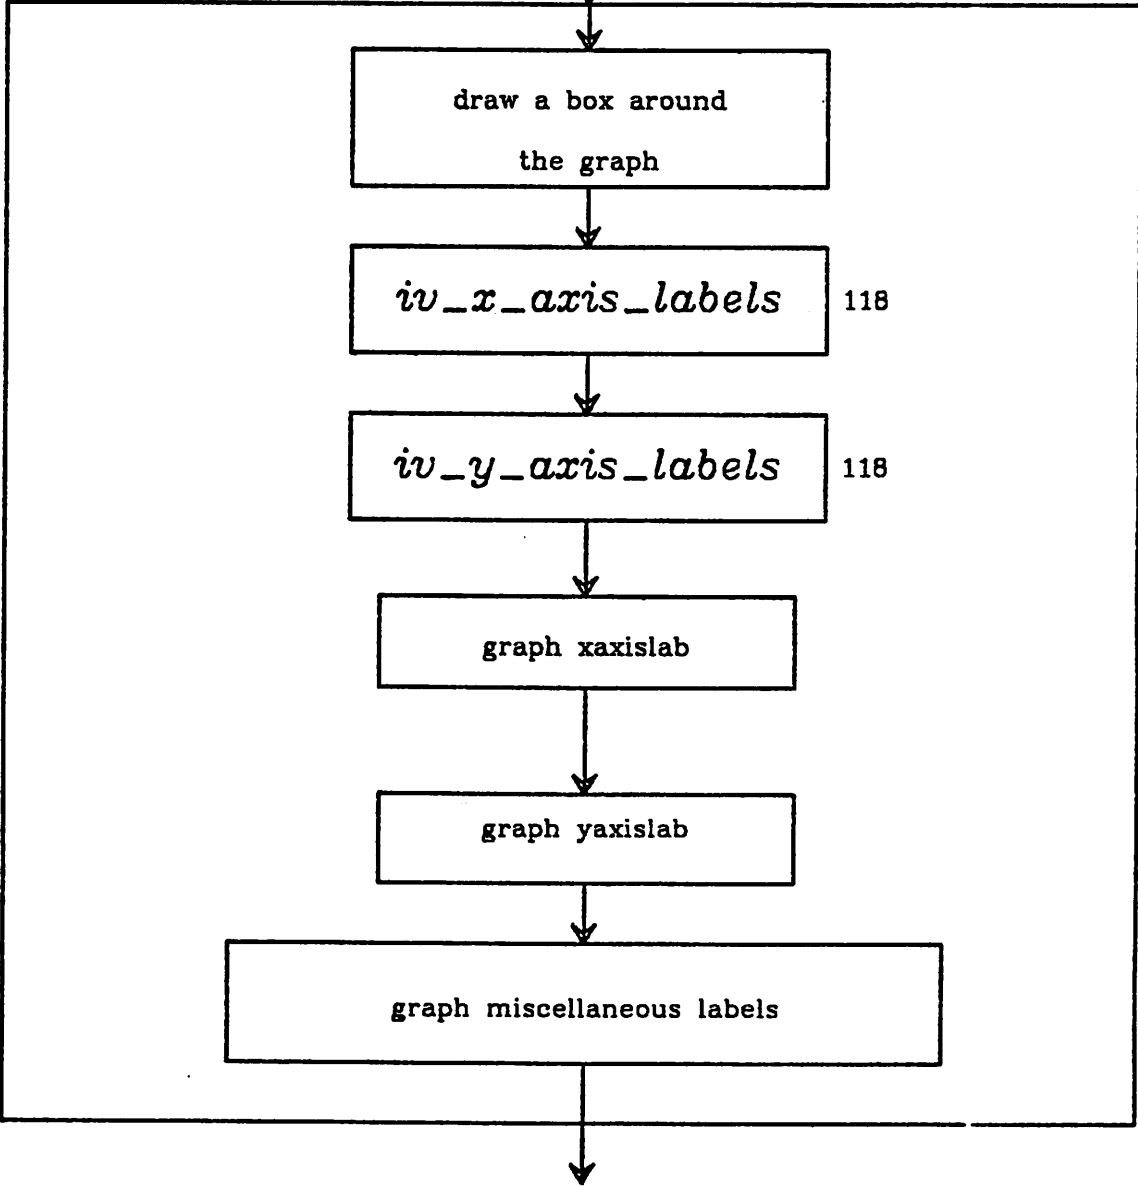 draw a box around
the graph
iv_x_axis_labels 118
iv_y_axis_labels 118
graph xaxislab
graph yaxislab
graph miscellaneous labels